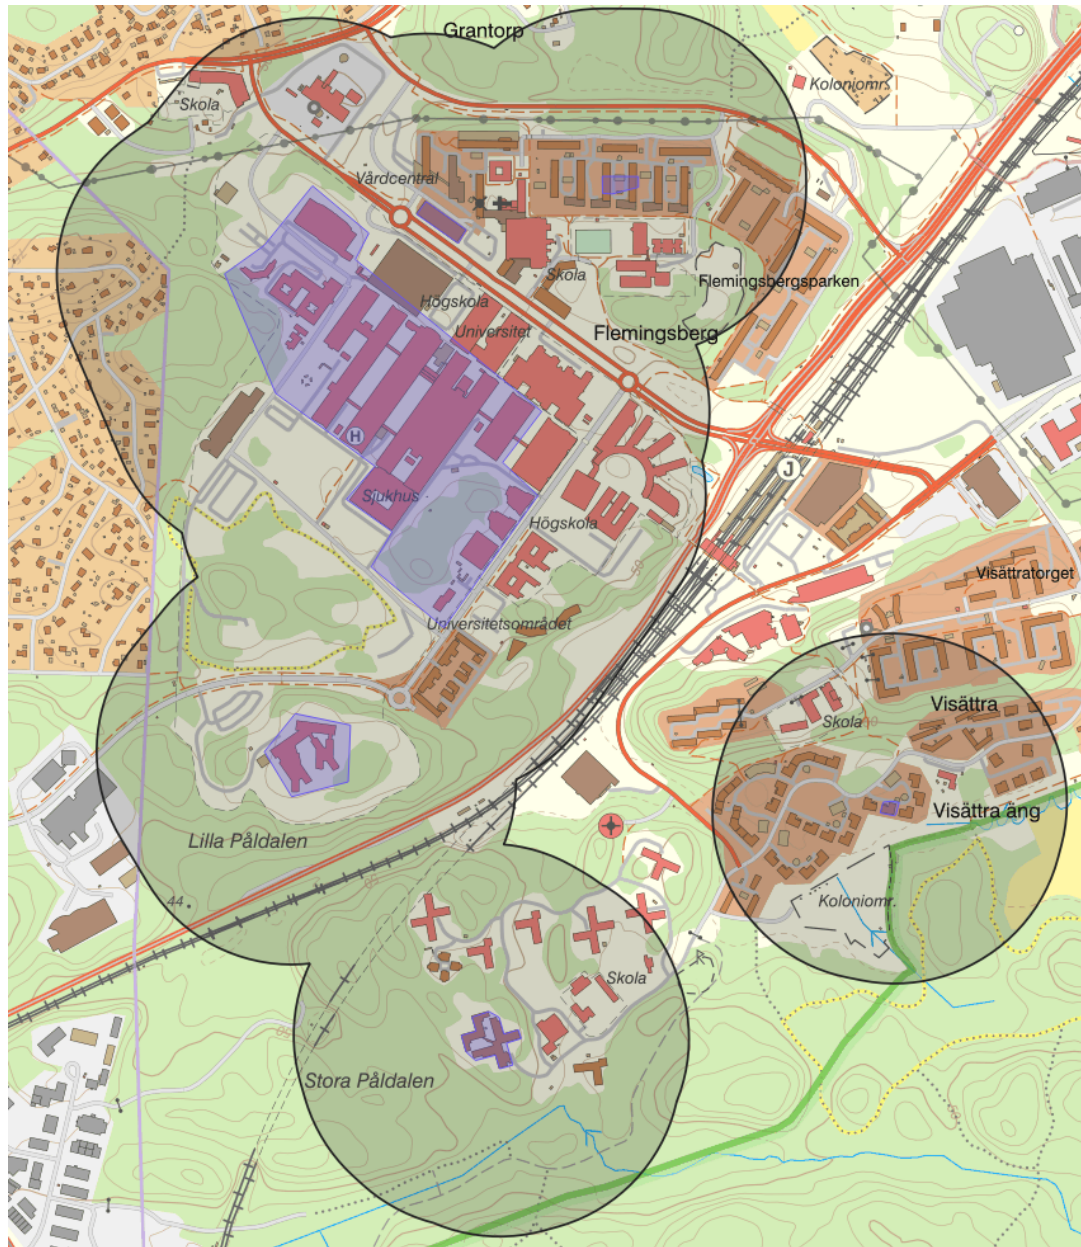 Grantorp
Koloniomr.
Skola
Vårdcentral
Skola
Flemingsbergsparken
Högskola
Universitet
Flemingsberg
H
J
Sjukhus
Högskola
50
Visättratorget
Universitetsområdet
Visättra
Skola
Visättra äng
Lilla Påldalen
44
Koloniomr.
Skola
Stora Påldalen